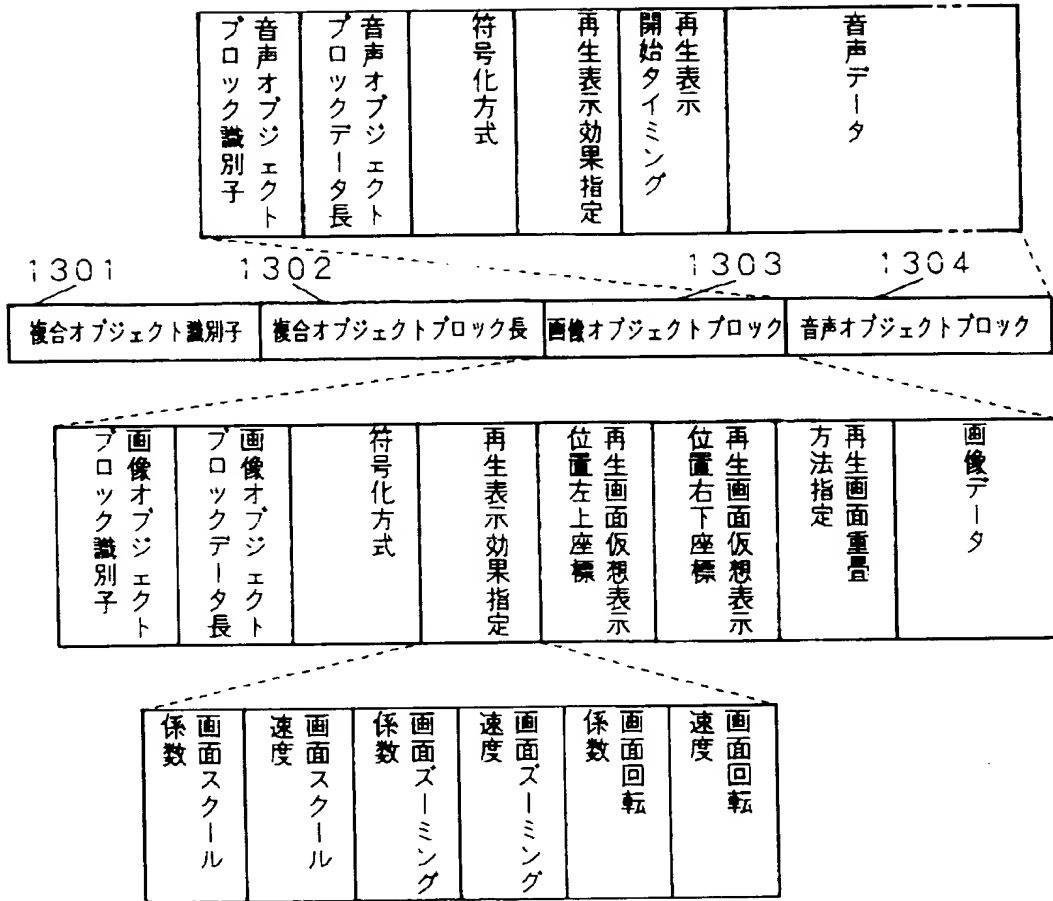 音声オブジェクト
ブロック識別子
音声オブジェクト
ブロックデータ長
符号化方式
再生表示効果指定
再生表示
開始タイミング
音声データ
1301
1302
1303
1304
複合オブジェクト識別子
複合オブジェクトブロック長
画像オブジェクトブロック
音声オブジェクトブロック
画像オブジェクト
ブロック識別子
画像オブジェクト
ブロックデータ長
符号化方式
再生表示効果指定
再生画面仮想表示
位置左上座標
再生画面仮想表示
位置右下座標
再生画面重畳
方法指定
画像データ
画面スクール
係数
画面スクール
速度
画面ズーミング
係数
画面ズーミング
速度
画面回転
係数
画面回転
速度